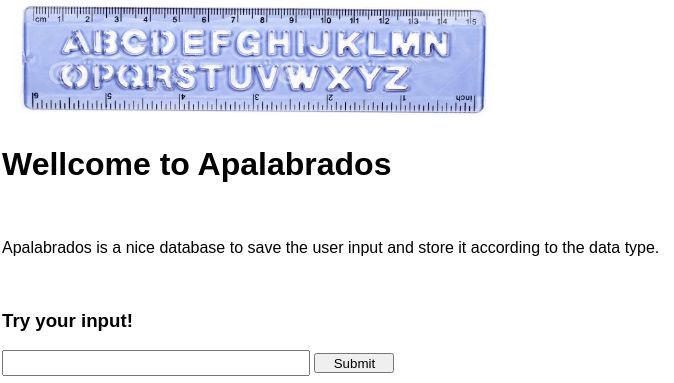 cm 1 2 3 4 5 6 7 8 9 10 11 12 13 14 15
ABCDEFGHIJKLMN
OPQRSTUVWXYZ
6 5 4 3 2 1 inch
Wellcome to Apalabrados
Apalabrados is a nice database to save the user input and store it according to the data type.
Try your input!
Submit